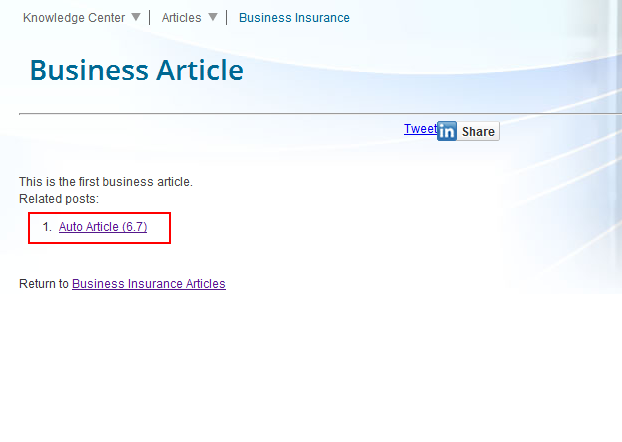 Knowledge Center Articles Business Insurance
Business Article
Tweet in Share
This is the first business article.
Related posts:
1. Auto Article (6.7)
Return to Business Insurance Articles